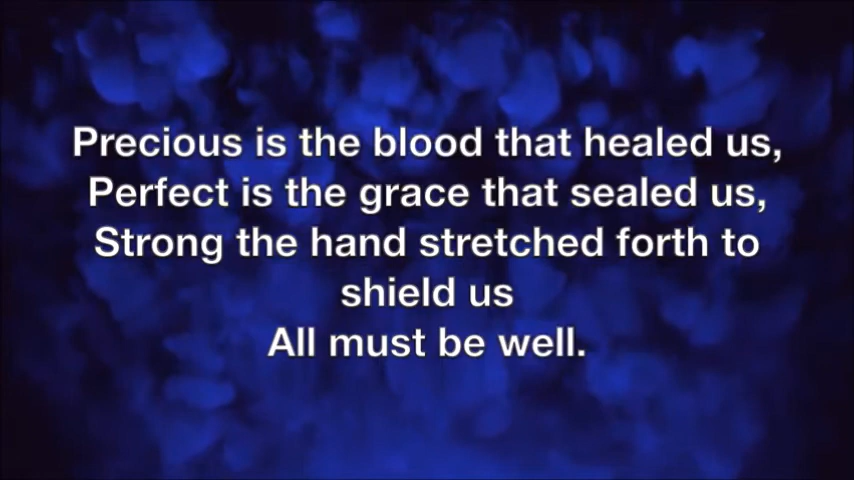 Precious is the blood that healed us,
Perfect is the grace that sealed us,
Strong the hand stretched forth to
shield us
All must be well.